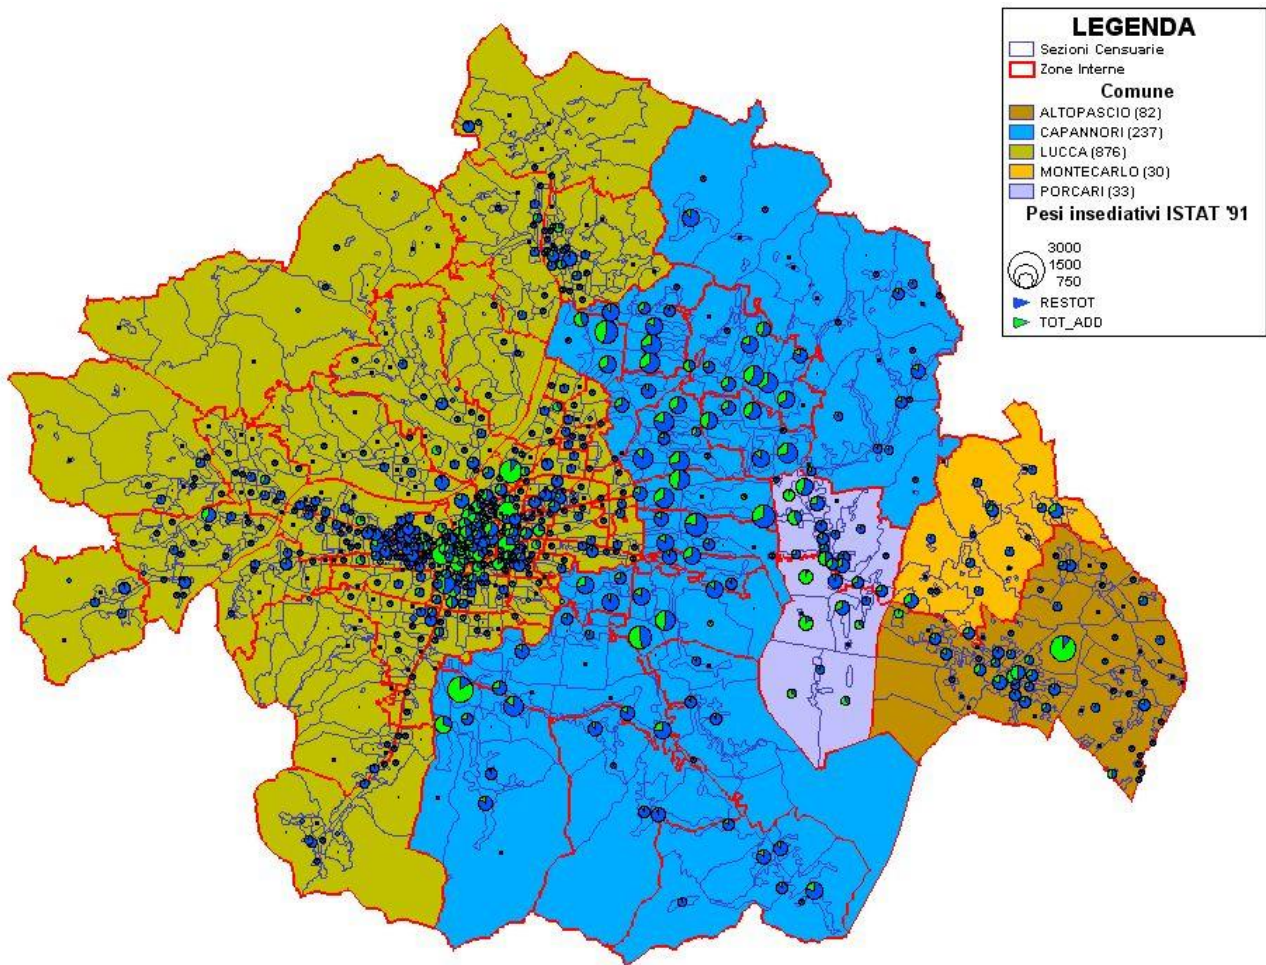 LEGENDA
Sezioni Censuarie
Zone Interne
Comune
ALTOPASCIO (82)
CAPANNORI (237)
LUCCA (876)
MONTECARLO (30)
PORCARI (33)
Pesi insediativi ISTAT '91
3000
1500
750
RESTOT
TOT_ADD